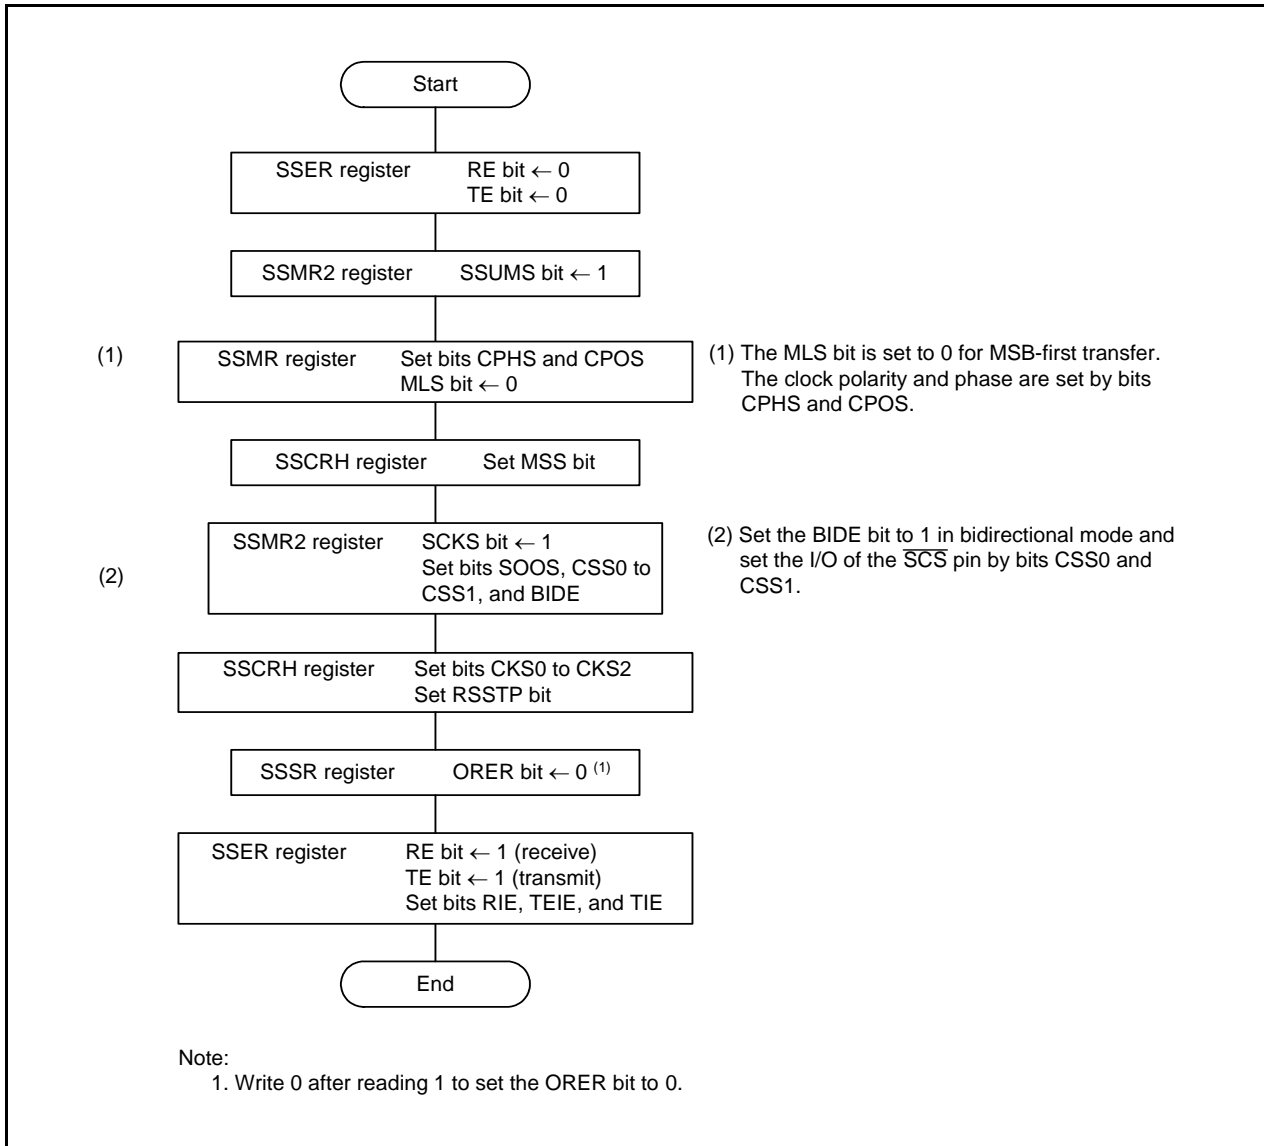 Start
SSER register RE bit ← 0
TE bit ← 0
SSMR2 register SSUMS bit ← 1
(1)
SSMR register Set bits CPHS and CPOS
MLS bit ← 0
(1) The MLS bit is set to 0 for MSB-first transfer.
The clock polarity and phase are set by bits
CPHS and CPOS.
SSCRH register Set MSS bit
(2)
SSMR2 register SCKS bit ← 1
Set bits SOOS, CSS0 to
CSS1, and BIDE
(2) Set the BIDE bit to 1 in bidirectional mode and
set the I/O of the S̅C̅S̅ pin by bits CSS0 and
CSS1.
SSCRH register Set bits CKS0 to CKS2
Set RSSTP bit
SSSR register ORER bit ← 0 (1)
SSER register RE bit ← 1 (receive)
TE bit ← 1 (transmit)
Set bits RIE, TEIE, and TIE
End
Note:
1. Write 0 after reading 1 to set the ORER bit to 0.